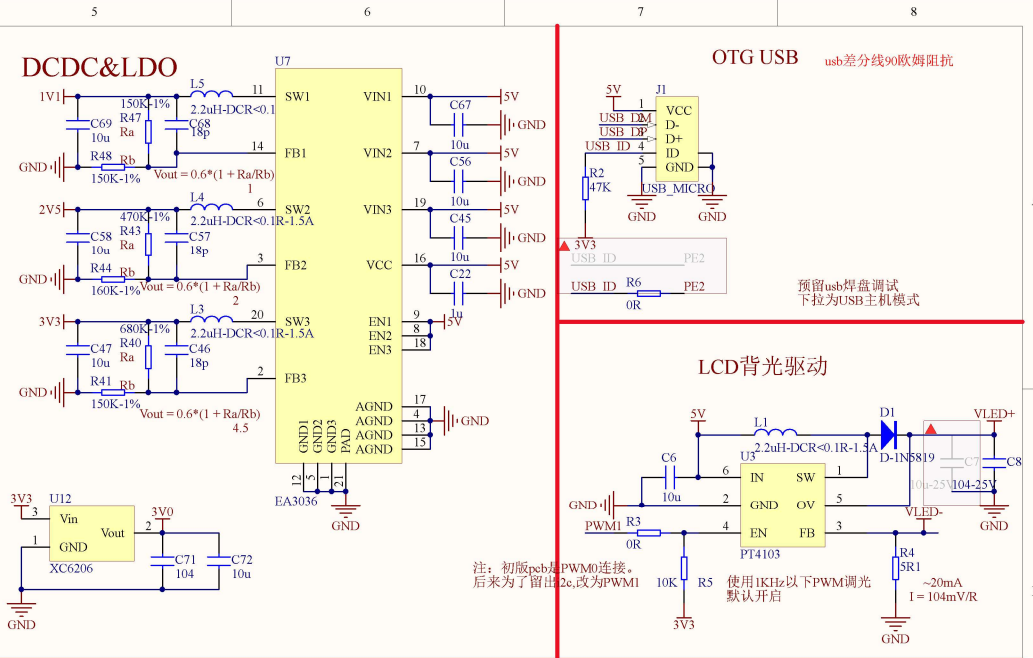 5
6
7
8
DCDC&LDO
U7
1V1
150K-1%
L5
2.2uH-DCR<0.1
11
SW1
VIN1
10
5V
C69
10u
R47
Ra
C68
18p
C67
10u
GND
GND
R48
Rb
150K-1%
14
FB1
VIN2
7
5V
Vout = 0.6*(1 + Ra/Rb)
1
C56
10u
GND
2V5
470K-1%
L4
2.2uH-DCR<0.1R-1.5A
6
SW2
VIN3
19
5V
C58
10u
R43
Ra
C57
18p
C45
10u
GND
GND
R44
Rb
160K-1%
3
FB2
VCC
16
5V
Vout = 0.6*(1 + Ra/Rb)
2
C22
1u
GND
3V3
680K-1%
L3
2.2uH-DCR<0.1R-1.5A
20
SW3
EN1
9
5V
EN2
8
EN3
18
C47
10u
R40
Ra
C46
18p
GND
R41
Rb
150K-1%
2
FB3
Vout = 0.6*(1 + Ra/Rb)
4.5
AGND
17
AGND
4
GND
AGND
13
AGND
15
GND1
GND2
GND3
PAD
12
5
1
21
EA3036
GND
3V3
3
U12
Vin
Vout
GND
1
2
3V0
XC6206
C71
104
C72
10u
GND
注：初版pcb是PWM0连接。
后来为了留出i2c,改为PWM1
OTG USB
usb差分线90欧姆阻抗
5V
J1
1
VCC
USB DM
2
D-
USB DP
3
D+
USB ID
4
ID
5
GND
R2
47K
USB_MICRO
GND
GND
3V3
USB ID
PE2
USB ID
R6
PE2
0R
预留usb焊盘调试
下拉为USB主机模式
LCD背光驱动
5V
L1
2.2uH-DCR<0.1R-1.5A
D1
D-1N5819
VLED+
C6
10u
U3
6
IN
SW
1
C7
10u-25V
C8
104-25V
GND
2
GND
OV
5
VLED-
GND
PWM1
R3
0R
4
EN
FB
3
PT4103
10K
R5
3V3
使用1KHz以下PWM调光
默认开启
R4
5R1
~20mA
I = 104mV/R
GND